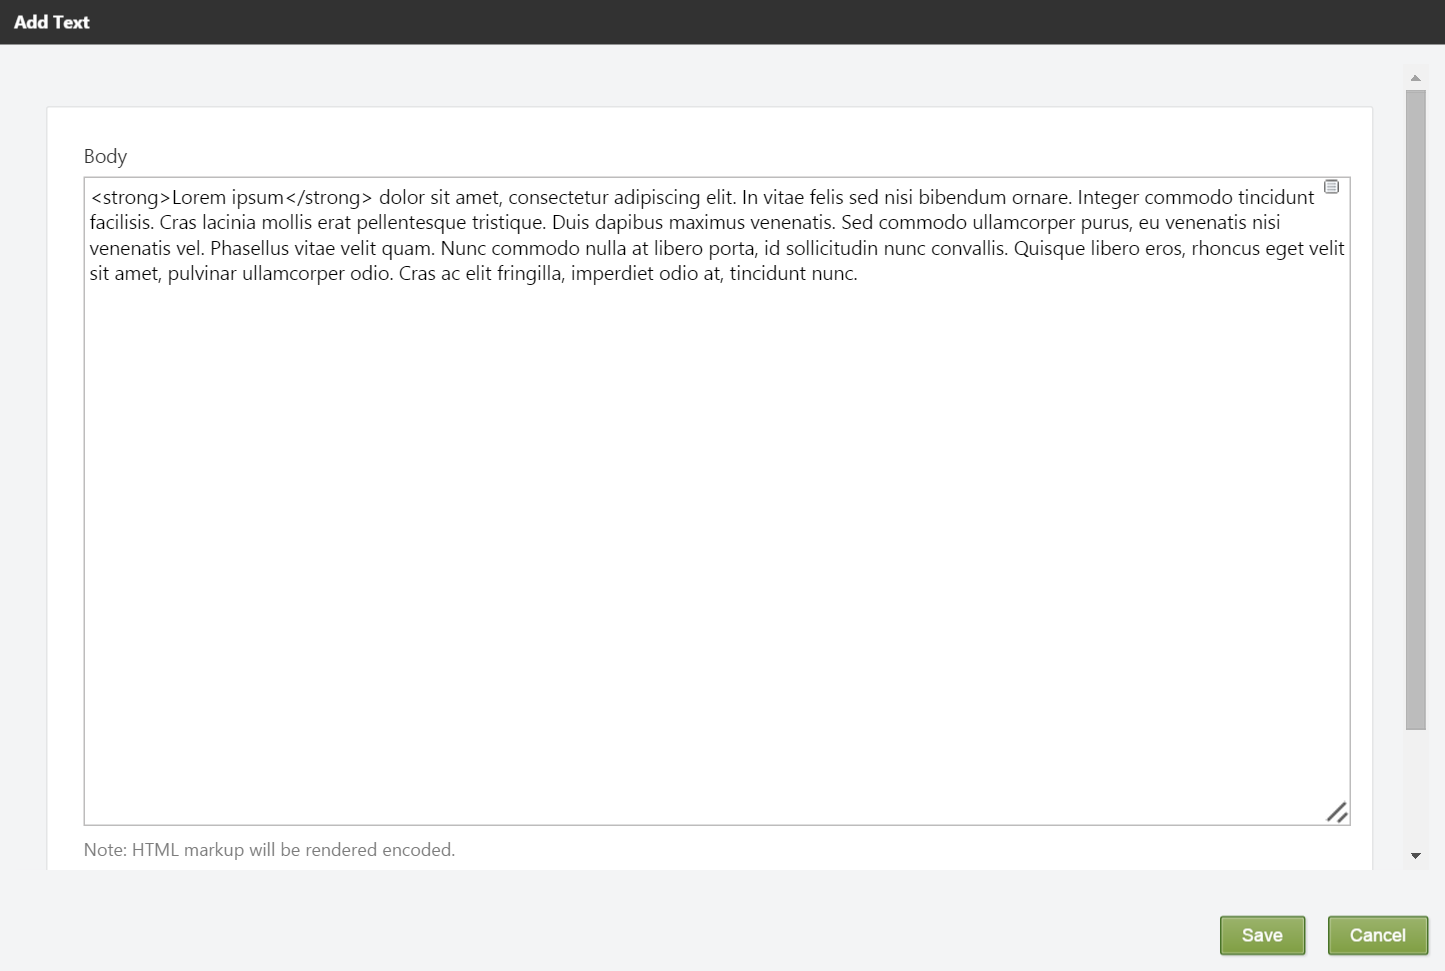 Add Text
Body
<strong>Lorem ipsum</strong> dolor sit amet, consectetur adipiscing elit. In vitae felis sed nisi bibendum ornare. Integer commodo tincidunt
facilisis. Cras lacinia mollis erat pellentesque tristique. Duis dapibus maximus venenatis. Sed commodo ullamcorper purus, eu venenatis nisi
venenatis vel. Phasellus vitae velit quam. Nunc commodo nulla at libero porta, id sollicitudin nunc convallis. Quisque libero eros, rhoncus eget velit
sit amet, pulvinar ullamcorper odio. Cras ac elit fringilla, imperdiet odio at, tincidunt nunc.
Note: HTML markup will be rendered encoded.
Save Cancel